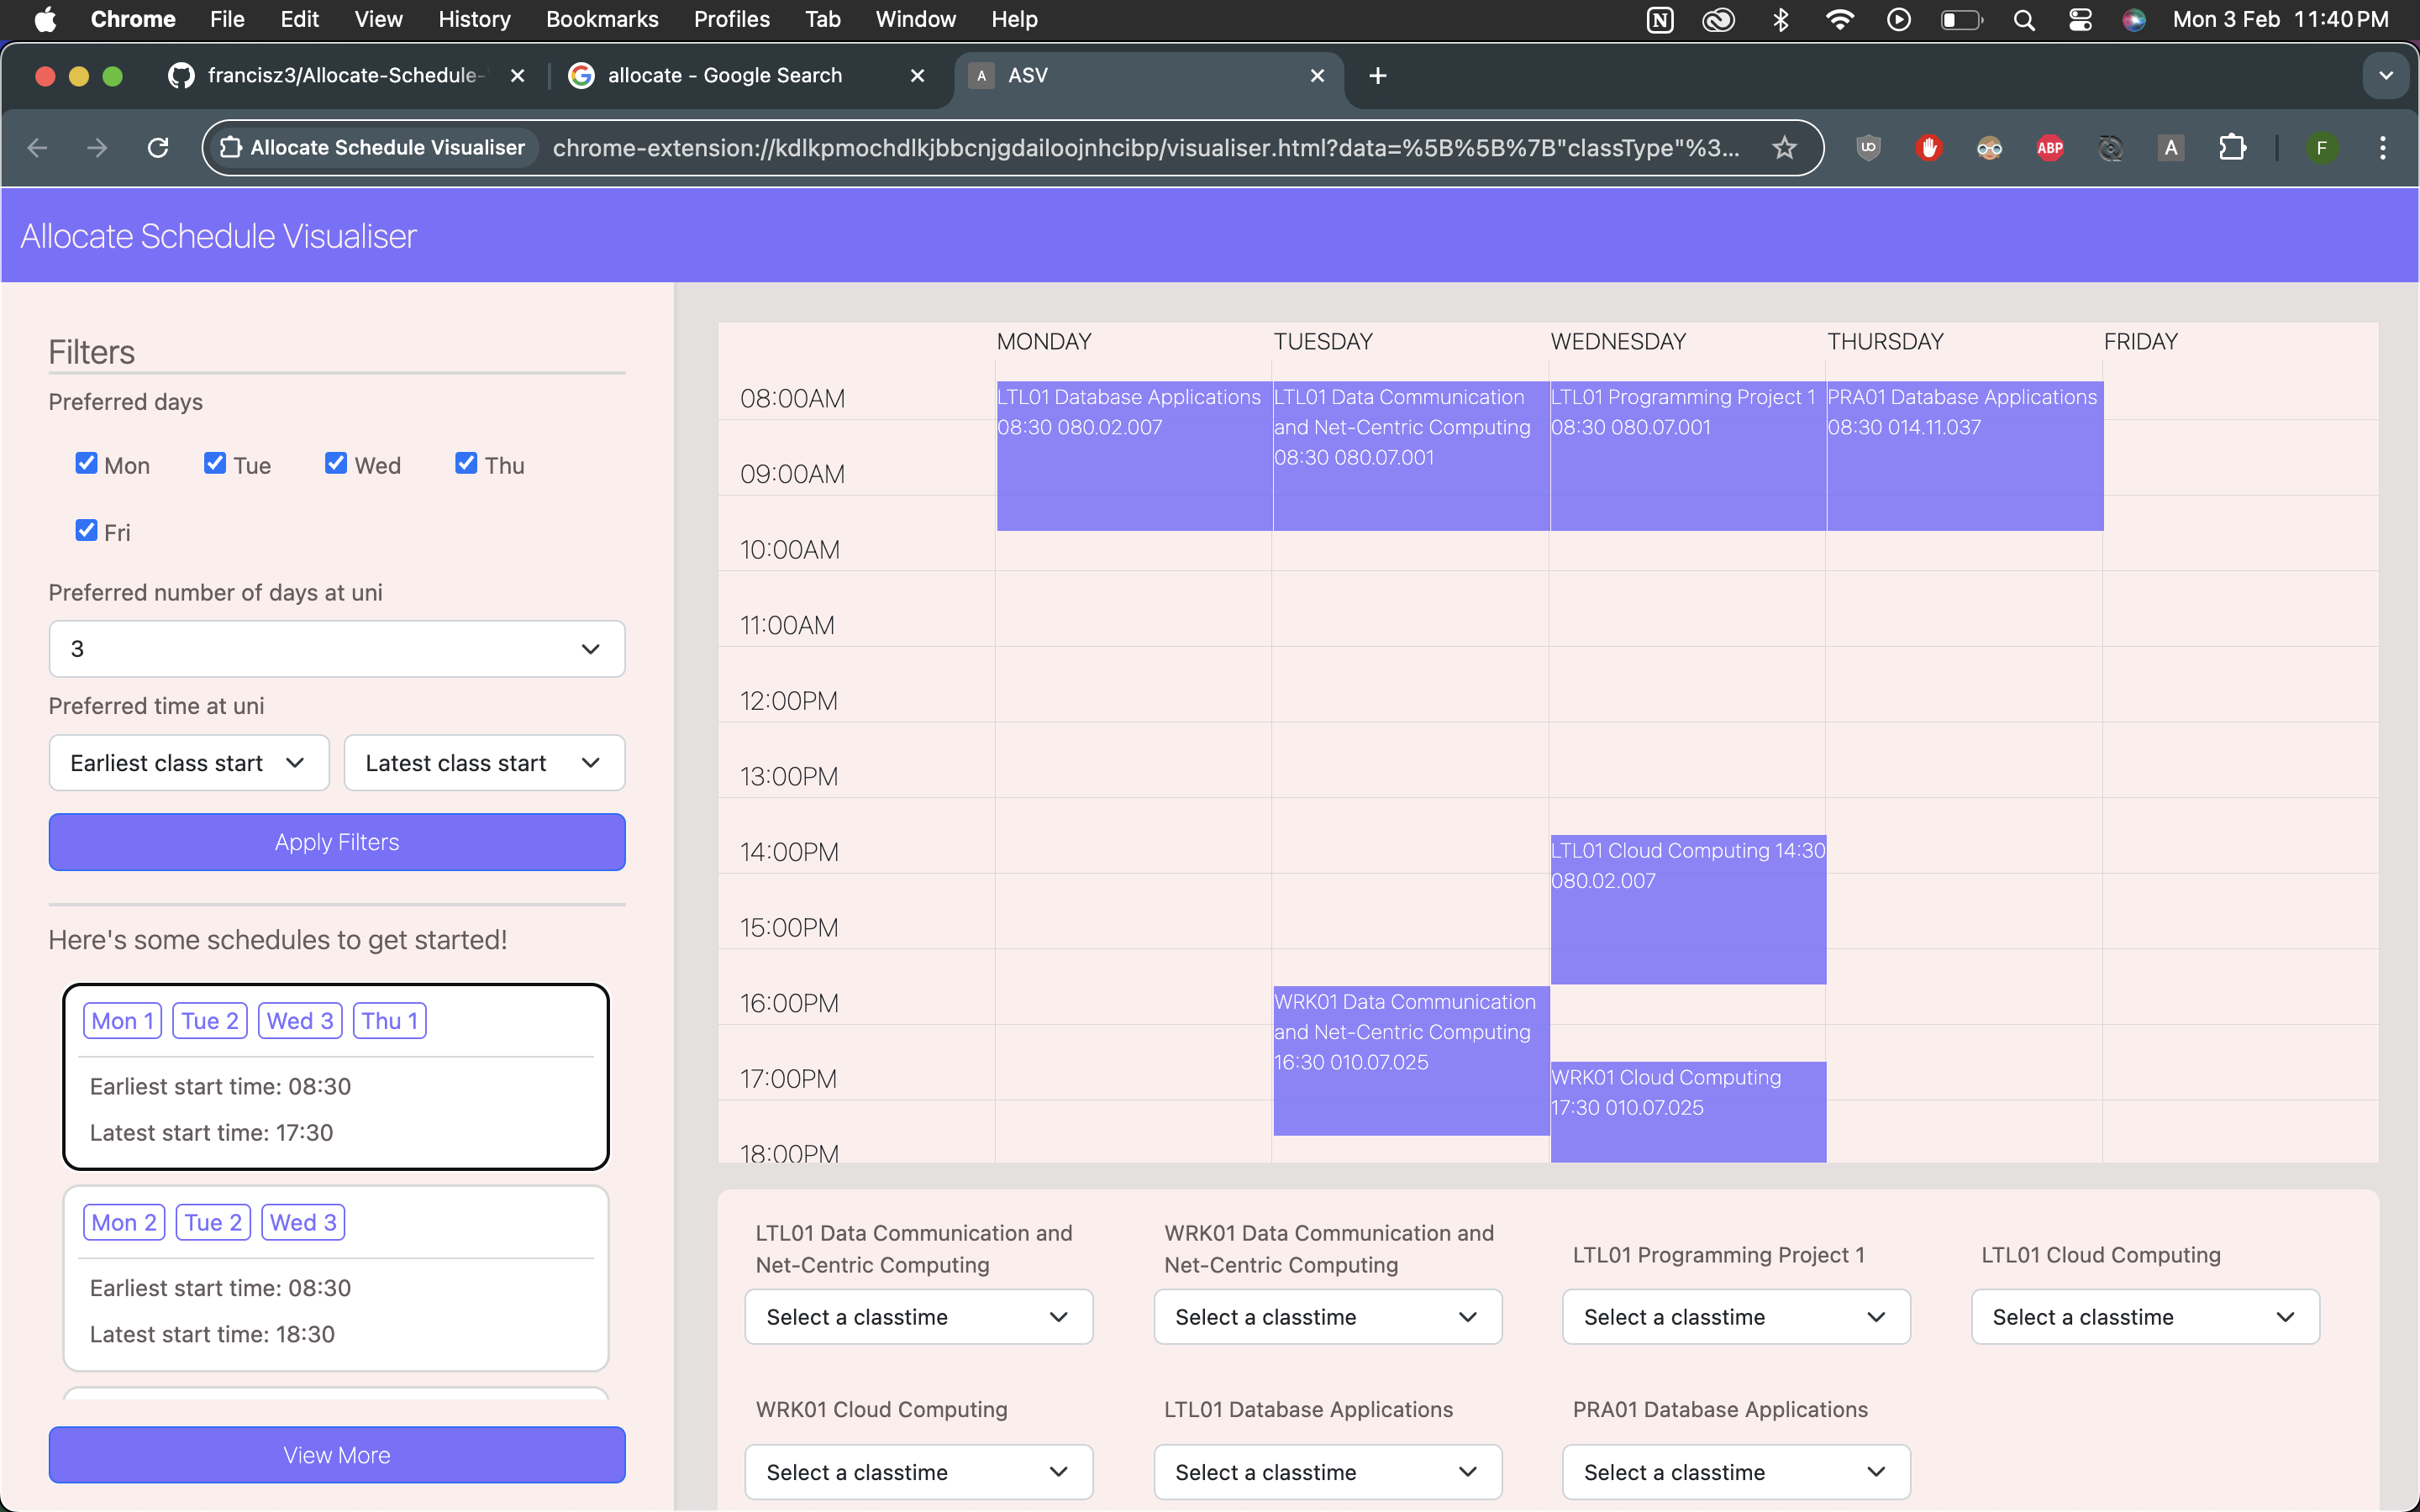 Chrome File Edit View History Bookmarks Profiles Tab Window Help Mon 3 Feb 11:40 PM
francisz3/Allocate-Schedule- allocate - Google Search A ASV
Allocate Schedule Visualiser chrome-extension://kdlkpmochdlkjbbcnjgdailoojnhcibp/visualiser.html?data=%5B%5B%7B"classType"%3... UO ABP A F
Allocate Schedule Visualiser
Filters
Preferred days
Mon Tue Wed Thu
Fri
Preferred number of days at uni
3
Preferred time at uni
Earliest class start Latest class start
Apply Filters
Here's some schedules to get started!
Mon 1 Tue 2 Wed 3 Thu 1
Earliest start time: 08:30
Latest start time: 17:30
Mon 2 Tue 2 Wed 3
Earliest start time: 08:30
Latest start time: 18:30
View More
MONDAY TUESDAY WEDNESDAY THURSDAY FRIDAY
08:00AM
09:00AM
10:00AM
11:00AM
12:00PM
13:00PM
14:00PM
15:00PM
16:00PM
17:00PM
18:00PM
LTL01 Database Applications
08:30 080.02.007
LTL01 Data Communication
and Net-Centric Computing
08:30 080.07.001
WRK01 Data Communication
and Net-Centric Computing
16:30 010.07.025
LTL01 Programming Project 1
08:30 080.07.001
LTL01 Cloud Computing 14:30
080.02.007
WRK01 Cloud Computing
17:30 010.07.025
PRA01 Database Applications
08:30 014.11.037
LTL01 Data Communication and
Net-Centric Computing
Select a classtime
WRK01 Data Communication and
Net-Centric Computing
Select a classtime
LTL01 Programming Project 1
Select a classtime
LTL01 Cloud Computing
Select a classtime
WRK01 Cloud Computing
Select a classtime
LTL01 Database Applications
Select a classtime
PRA01 Database Applications
Select a classtime